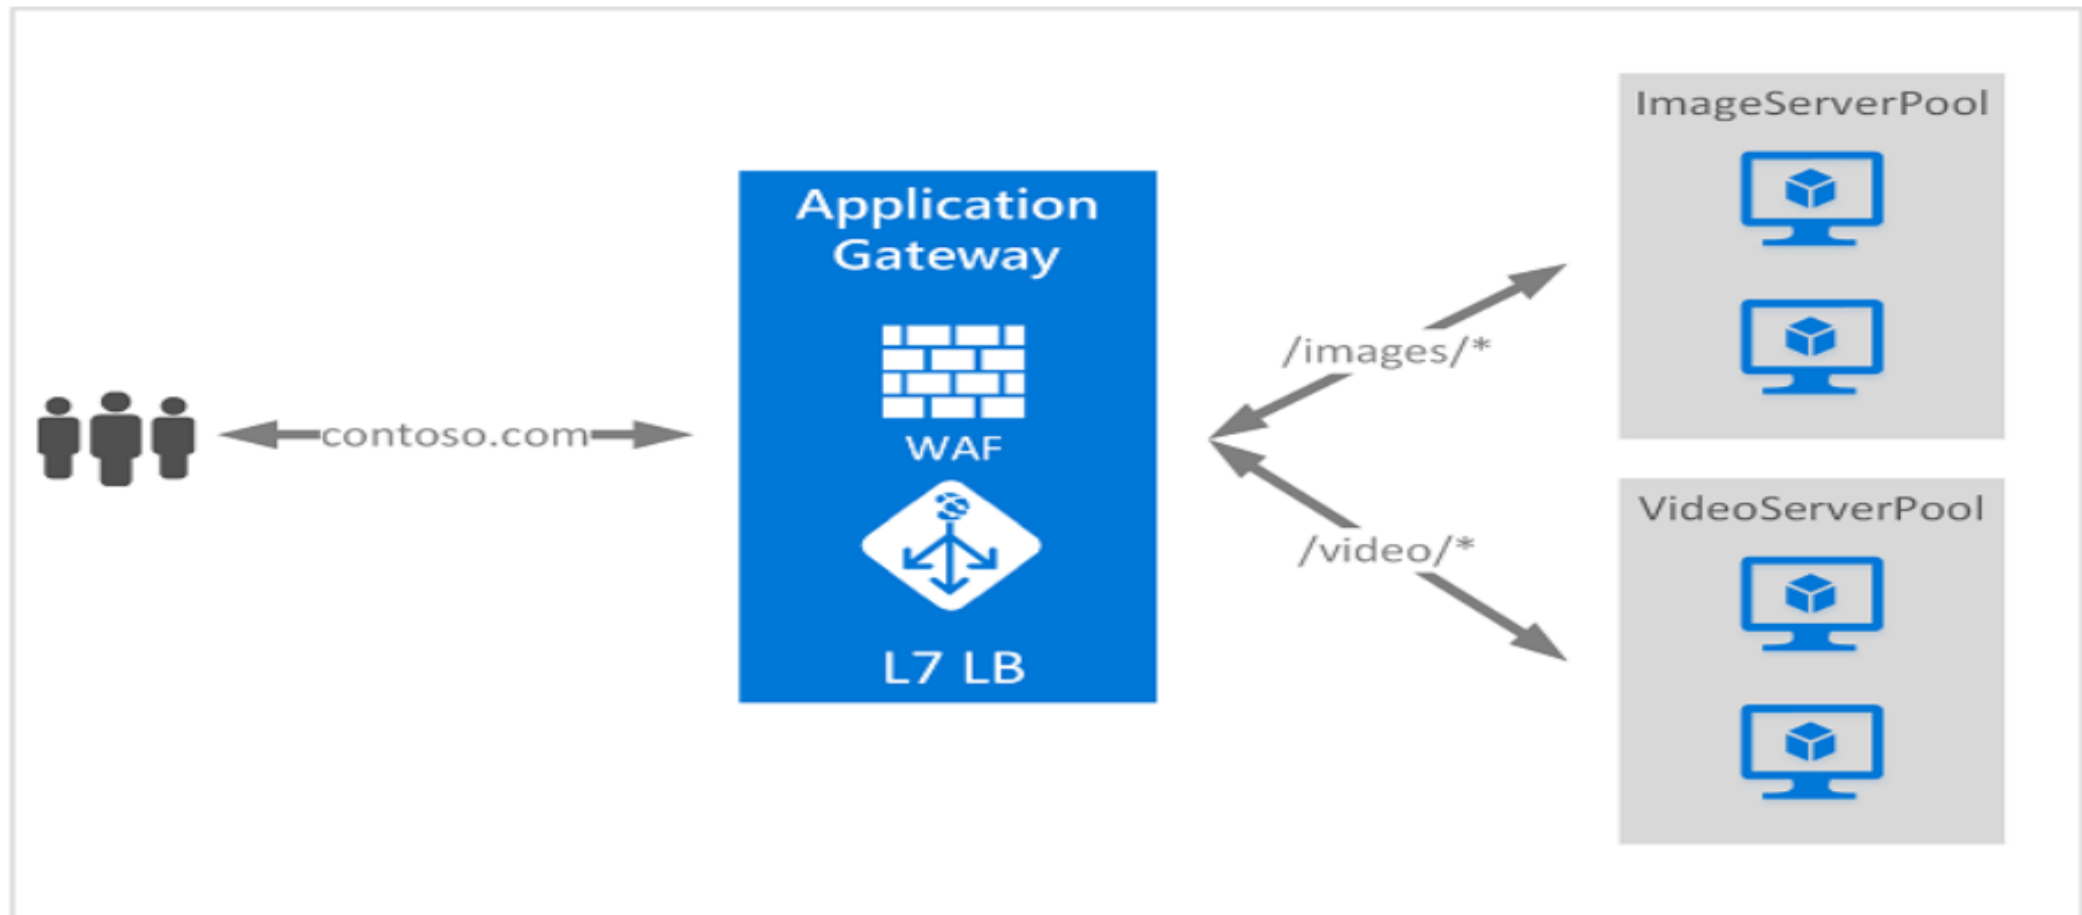 contoso.com
Application
Gateway
WAF
L7 LB
/images/*
/video/*
ImageServerPool
VideoServerPool